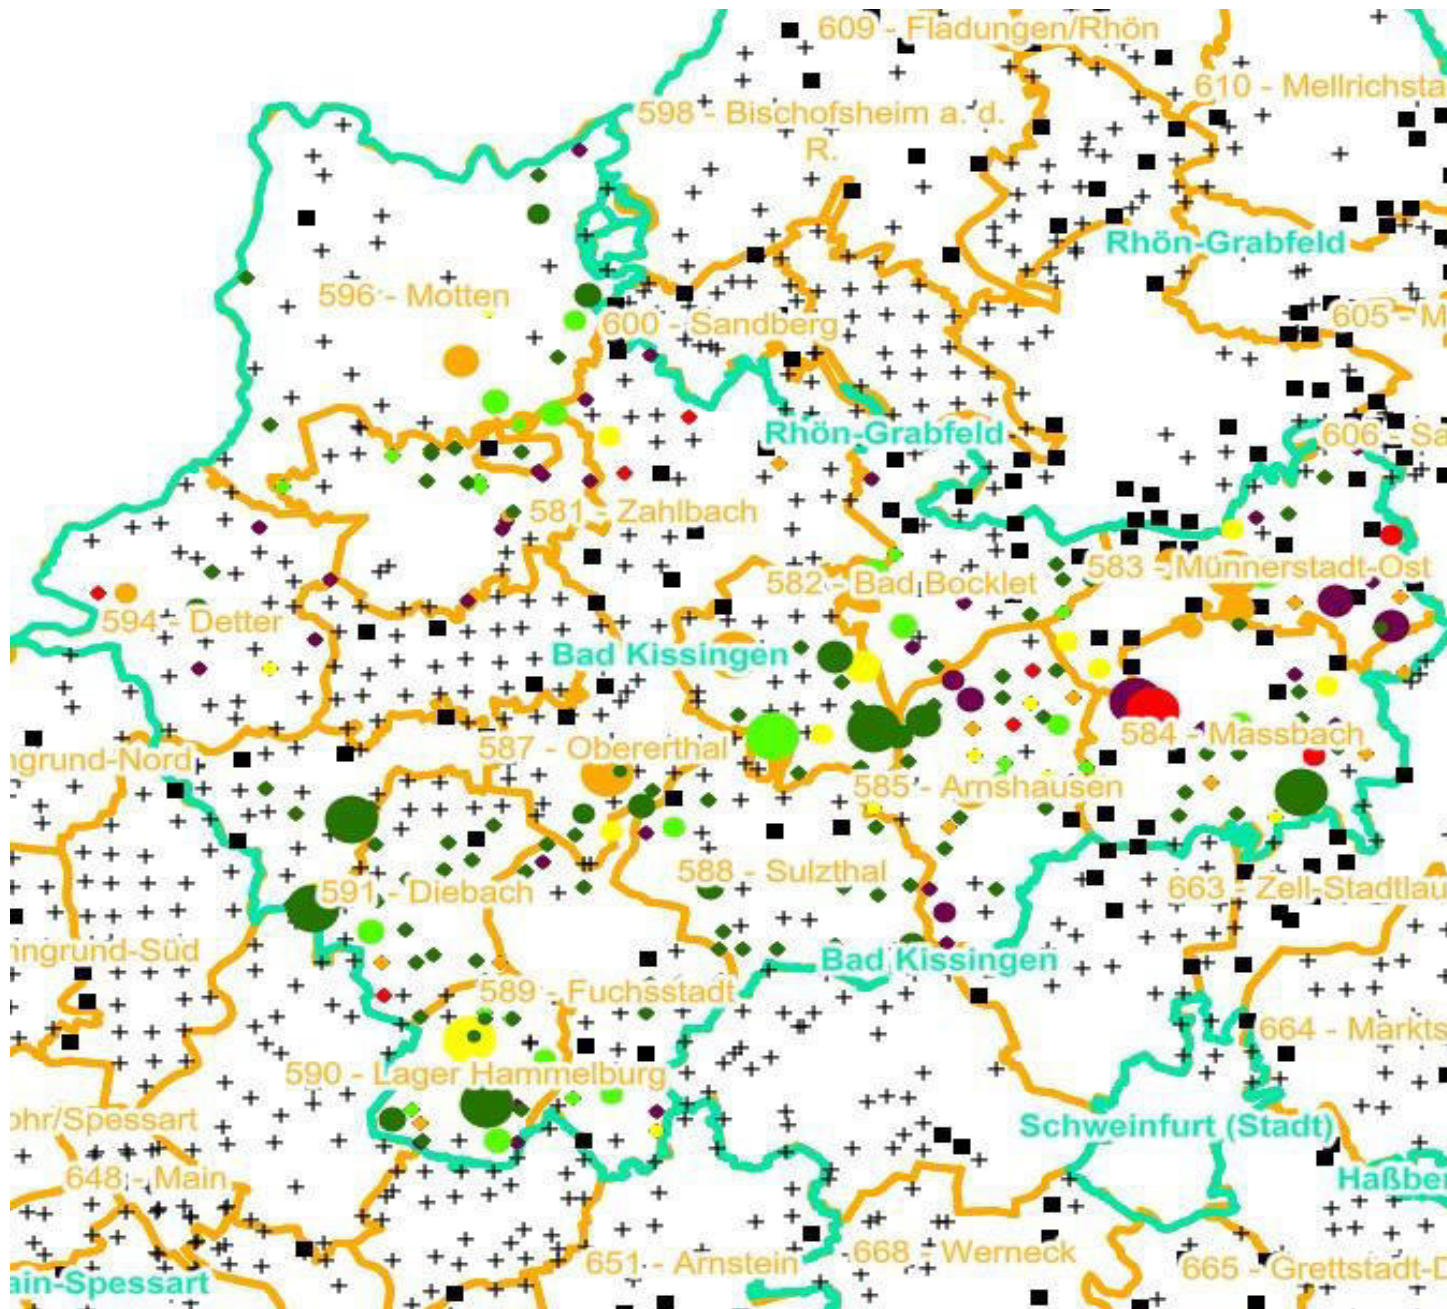 609 - Fladungen/Rhön
610 - Mellrichsta
598 - Bischofsheim a. d.
R.
Rhön-Grabfeld
596 - Motten
600 - Sandberg
605 - M
Rhön-Grabfeld
606 - Sa
581 - Zahlbach
582 - Bad Bocklet
583 - Münnerstadt-Ost
594 - Detter
Bad Kissingen
584 - Massbach
587 - Obererthal
ngrund-Nord
585 - Arnshausen
588 - Sulzthal
591 - Diebach
663 - Zell-Stadtlau
nngrund-Süd
Bad Kissingen
589 - Fuchsstadt
664 - Markts
590 - Lager Hammelburg
ohr/Spessart
Schweinfurt (Stadt)
648 - Main
Haßber
668 - Werneck
651 - Arnstein
665 - Grettstadt-D
ain-Spessart